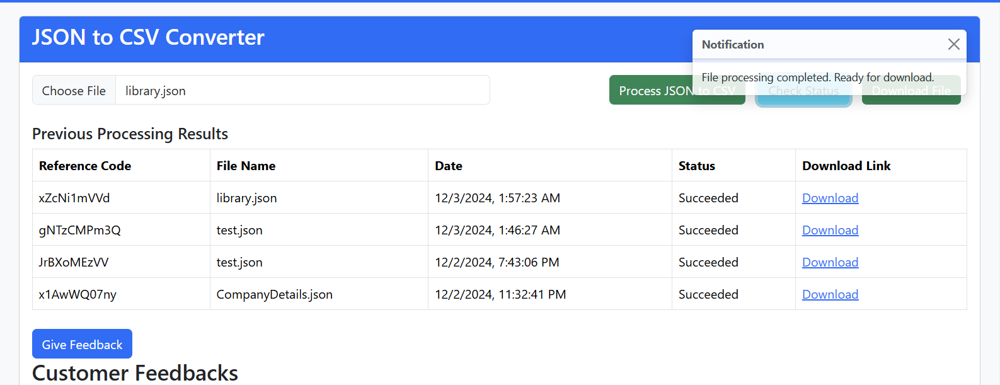 JSON to CSV Converter
Notification
File processing completed. Ready for download.
Choose File library.json
Process JSON to CSV Check Status Download File
Previous Processing Results
Reference Code File Name Date Status Download Link
xZcNi1mVVd library.json 12/3/2024, 1:57:23 AM Succeeded Download
gNTzCMPm3Q test.json 12/3/2024, 1:46:27 AM Succeeded Download
JrBXoMEzVV test.json 12/2/2024, 7:43:06 PM Succeeded Download
x1AwWQ07ny CompanyDetails.json 12/2/2024, 11:32:41 PM Succeeded Download
Give Feedback
Customer Feedbacks